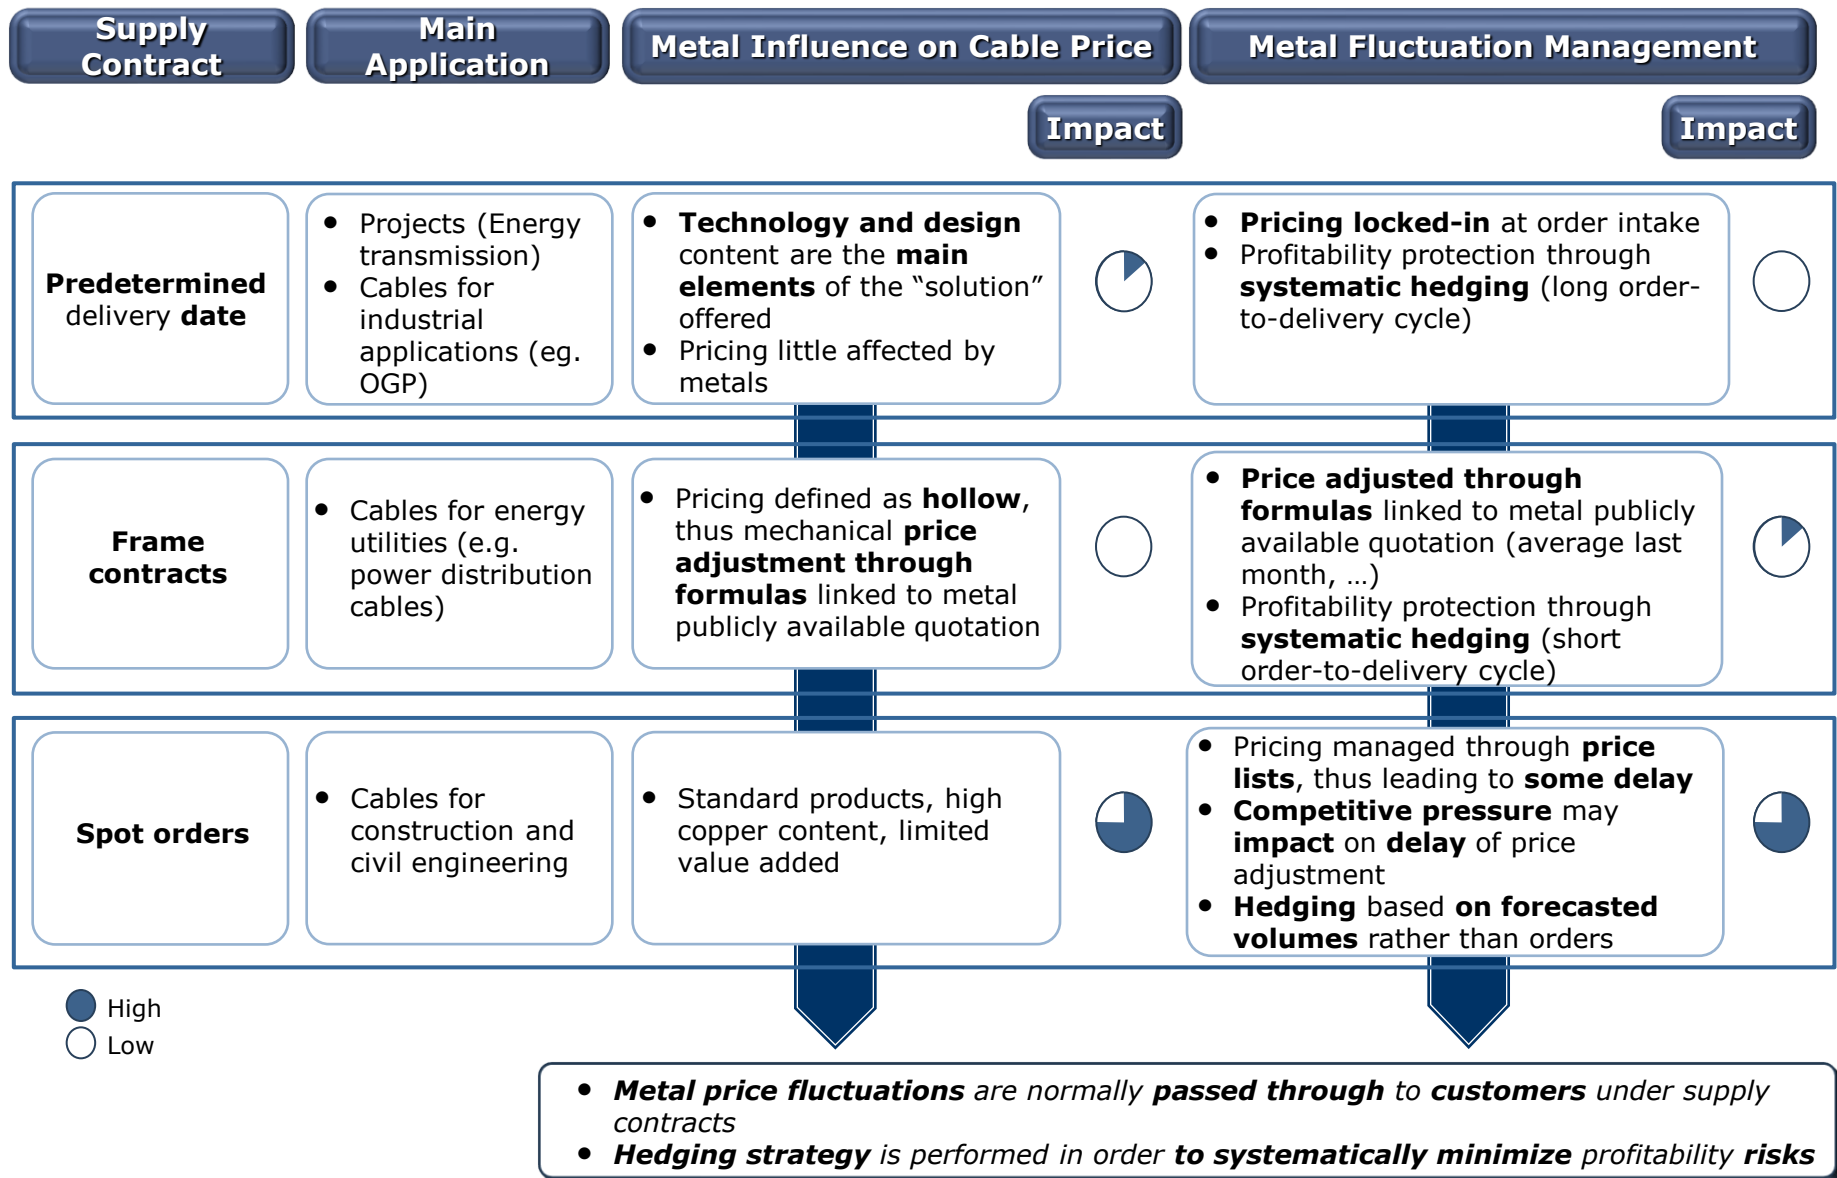 Supply
Contract
Main
Application
Metal Influence on Cable Price
Metal Fluctuation Management
Impact
Impact
Predetermined
delivery date
• Projects (Energy
transmission)
• Cables for
industrial
applications (eg.
OGP)
• Technology and design
content are the main
elements of the “solution”
offered
• Pricing little affected by
metals
• Pricing locked-in at order intake
• Profitability protection through
systematic hedging (long order-
to-delivery cycle)
Frame
contracts
• Cables for energy
utilities (e.g.
power distribution
cables)
• Pricing defined as hollow,
thus mechanical price
adjustment through
formulas linked to metal
publicly available quotation
• Price adjusted through
formulas linked to metal publicly
available quotation (average last
month, …)
• Profitability protection through
systematic hedging (short
order-to-delivery cycle)
Spot orders
• Cables for
construction and
civil engineering
• Standard products, high
copper content, limited
value added
• Pricing managed through price
lists, thus leading to some delay
• Competitive pressure may
impact on delay of price
adjustment
• Hedging based on forecasted
volumes rather than orders
High
Low
• Metal price fluctuations are normally passed through to customers under supply
contracts
• Hedging strategy is performed in order to systematically minimize profitability risks